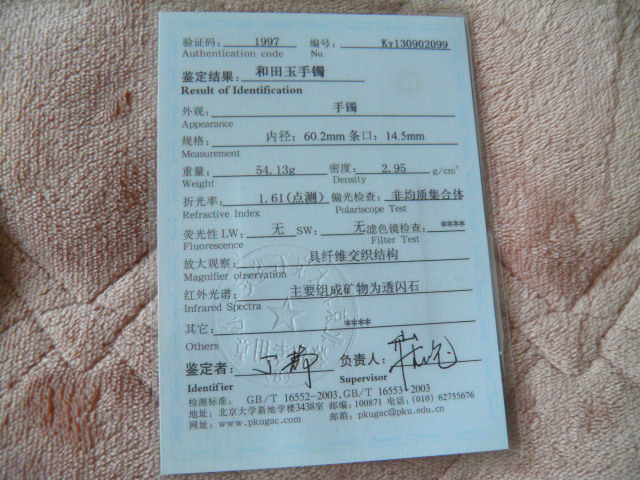 验证码: 1997 编号: Ky130902099
Authentication code No.
鉴定结果: 和田玉手镯
Result of Identification
外观: 手镯
Appearance
规格: 内径: 60.2mm 条口: 14.5mm
Measurement
重量: 54.13g 密度: 2.95 g/cm³
Weight Density
折光率: 1.61(点测) 偏光检查: 非均质集合体
Refractive Index Polariscope Test
荧光性 LW: 无 SW: 无 滤色镜检查: ****
Fluorescence Filter Test
放大观察: 具纤维交织结构
Magnifier observation
红外光谱: 主要组成矿物为透闪石
Infrared Spectra
其它: ****
Others
鉴定者: 负责人:
Identifier Supervisor
检测标准: GB/T 16552-2003, GB/T 16553-2003
地址: 北京大学新地学楼3438室 邮编: 100871 电话: (010) 62755676
网址: www.pkugac.com 邮箱: pkugac@pku.edu.cn